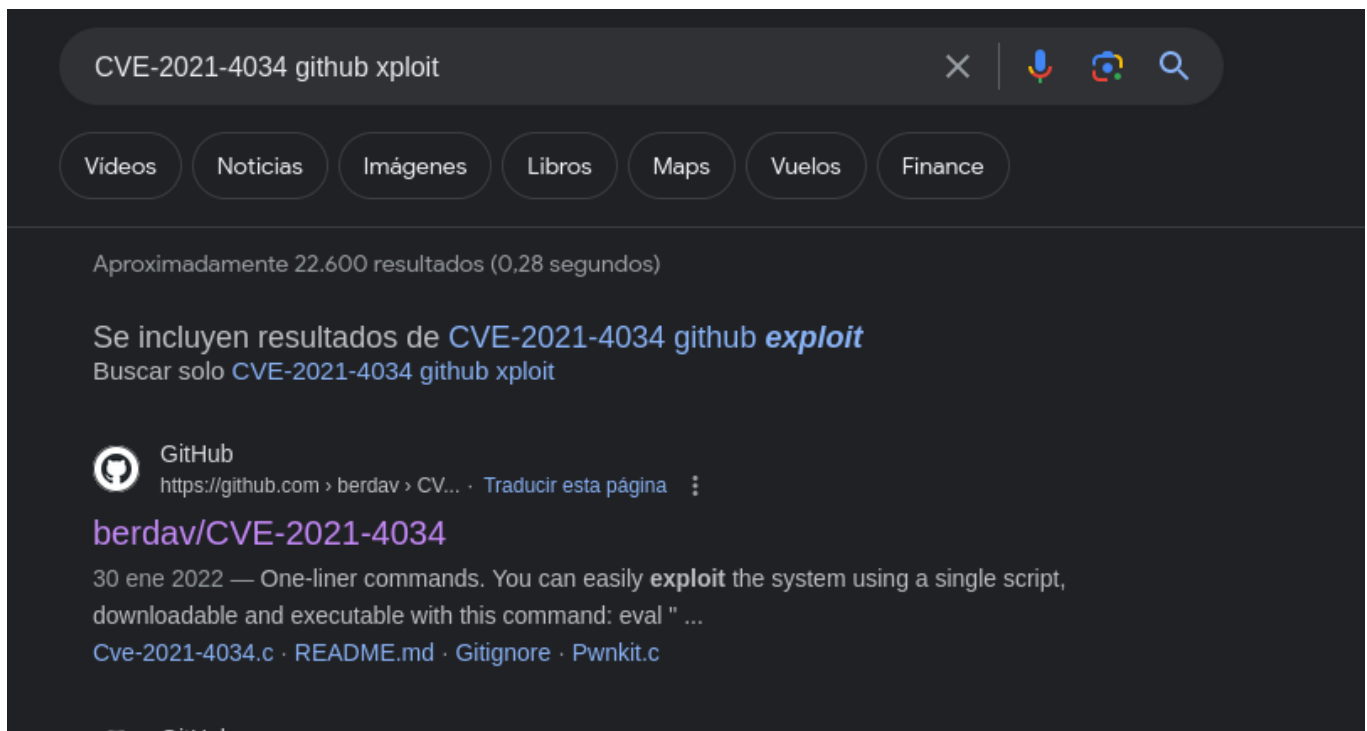 CVE-2021-4034 github xploit
Vídeos Noticias Imágenes Libros Maps Vuelos Finance
Aproximadamente 22.600 resultados (0,28 segundos)
Se incluyen resultados de CVE-2021-4034 github exploit
Buscar solo CVE-2021-4034 github xploit
GitHub
https://github.com › berdav › CV... · Traducir esta página
berdav/CVE-2021-4034
30 ene 2022 — One-liner commands. You can easily exploit the system using a single script,
downloadable and executable with this command: eval " ...
Cve-2021-4034.c · README.md · Gitignore · Pwnkit.c